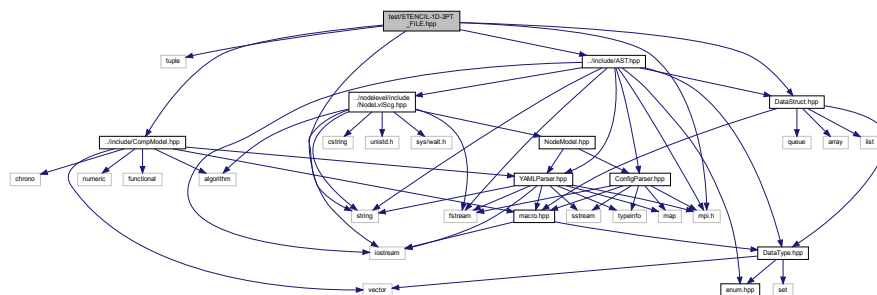 test/STENCIL-1D-3PT
_FILE.hpp
tuple
../include/AST.hpp
../nodelevel/include
/NodeLvlScg.hpp
DataStruct.hpp
../include/CompModel.hpp
cstring
unistd.h
sys/wait.h
NodeModel.hpp
queue
array
list
chrono
numeric
functional
algorithm
YAMLParser.hpp
ConfigParser.hpp
string
fstream
macro.hpp
sstream
typeinfo
map
mpi.h
iostream
DataType.hpp
vector
enum.hpp
set